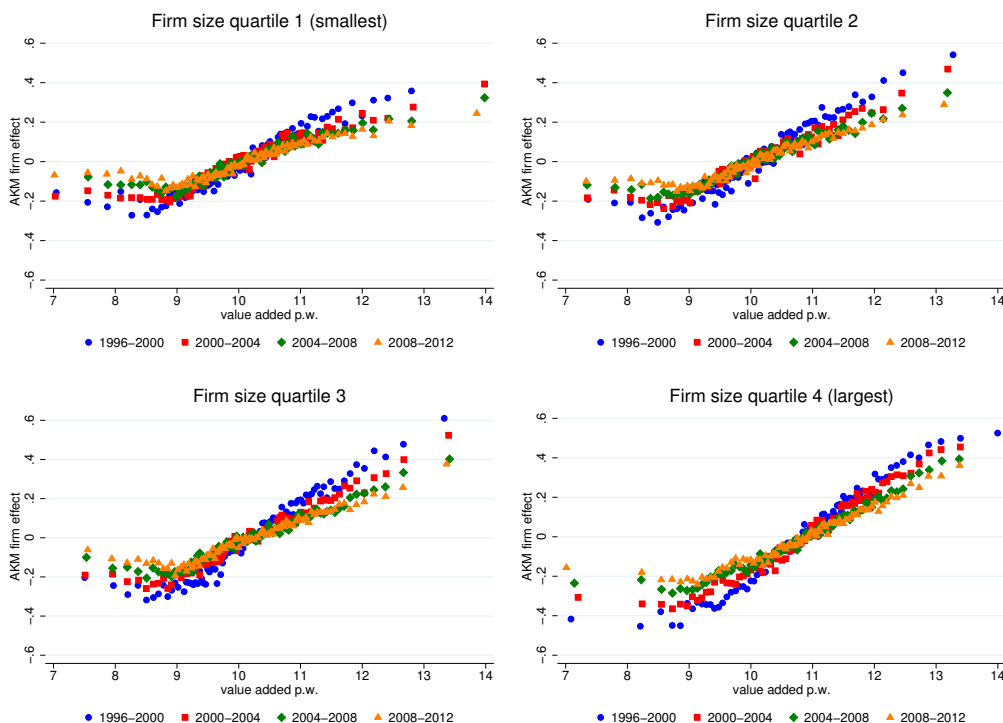 Firm size quartile 1 (smallest)
AKM firm effect
.6
.4
.2
0
-.2
-.4
-.6
7 8 9 10 11 12 13 14
value added p.w.
1996-2000 2000-2004 2004-2008 2008-2012
Firm size quartile 2
AKM firm effect
.6
.4
.2
0
-.2
-.4
-.6
7 8 9 10 11 12 13 14
value added p.w.
1996-2000 2000-2004 2004-2008 2008-2012
Firm size quartile 3
AKM firm effect
.6
.4
.2
0
-.2
-.4
-.6
7 8 9 10 11 12 13 14
value added p.w.
1996-2000 2000-2004 2004-2008 2008-2012
Firm size quartile 4 (largest)
AKM firm effect
.6
.4
.2
0
-.2
-.4
-.6
7 8 9 10 11 12 13 14
value added p.w.
1996-2000 2000-2004 2004-2008 2008-2012